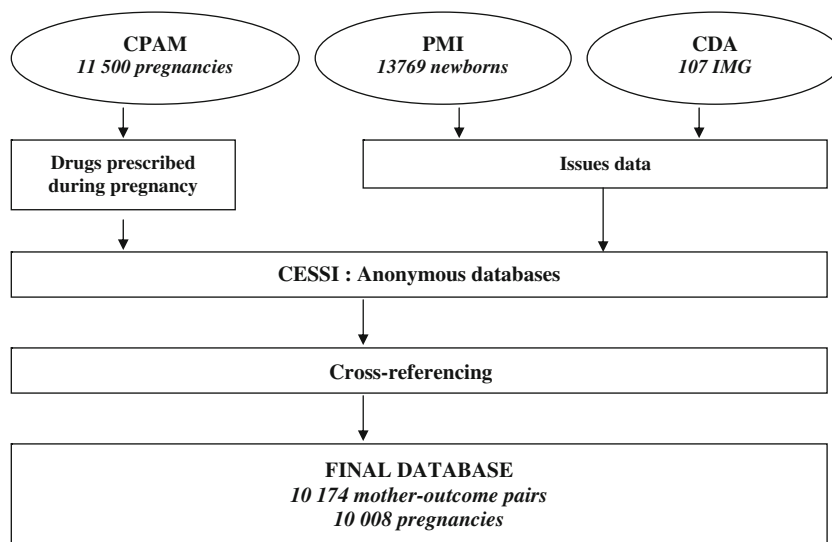 CPAM
11 500 pregnancies
PMI
13769 newborns
CDA
107 IMG
Drugs prescribed
during pregnancy
Issues data
CESSI : Anonymous databases
Cross-referencing
FINAL DATABASE
10 174 mother-outcome pairs
10 008 pregnancies